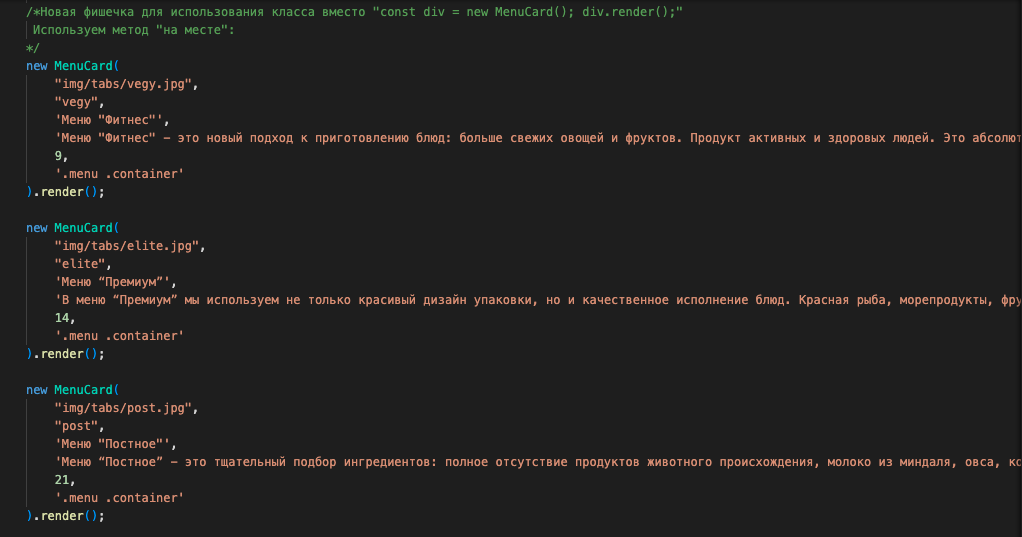 /*Новая фишечка для использования класса вместо "const div = new MenuCard(); div.render();"
Используем метод "на месте":
*/
new MenuCard(
"img/tabs/vegy.jpg",
"vegy",
'Меню "Фитнес"',
'Меню "Фитнес" – это новый подход к приготовлению блюд: больше свежих овощей и фруктов. Продукт активных и здоровых людей. Это абсолют
9,
'.menu .container'
).render();
new MenuCard(
"img/tabs/elite.jpg",
"elite",
'Меню “Премиум”',
'В меню “Премиум” мы используем не только красивый дизайн упаковки, но и качественное исполнение блюд. Красная рыба, морепродукты, фру
14,
'.menu .container'
).render();
new MenuCard(
"img/tabs/post.jpg",
"post",
'Меню "Постное"',
'Меню “Постное” – это тщательный подбор ингредиентов: полное отсутствие продуктов животного происхождения, молоко из миндаля, овса, ко
21,
'.menu .container'
).render();